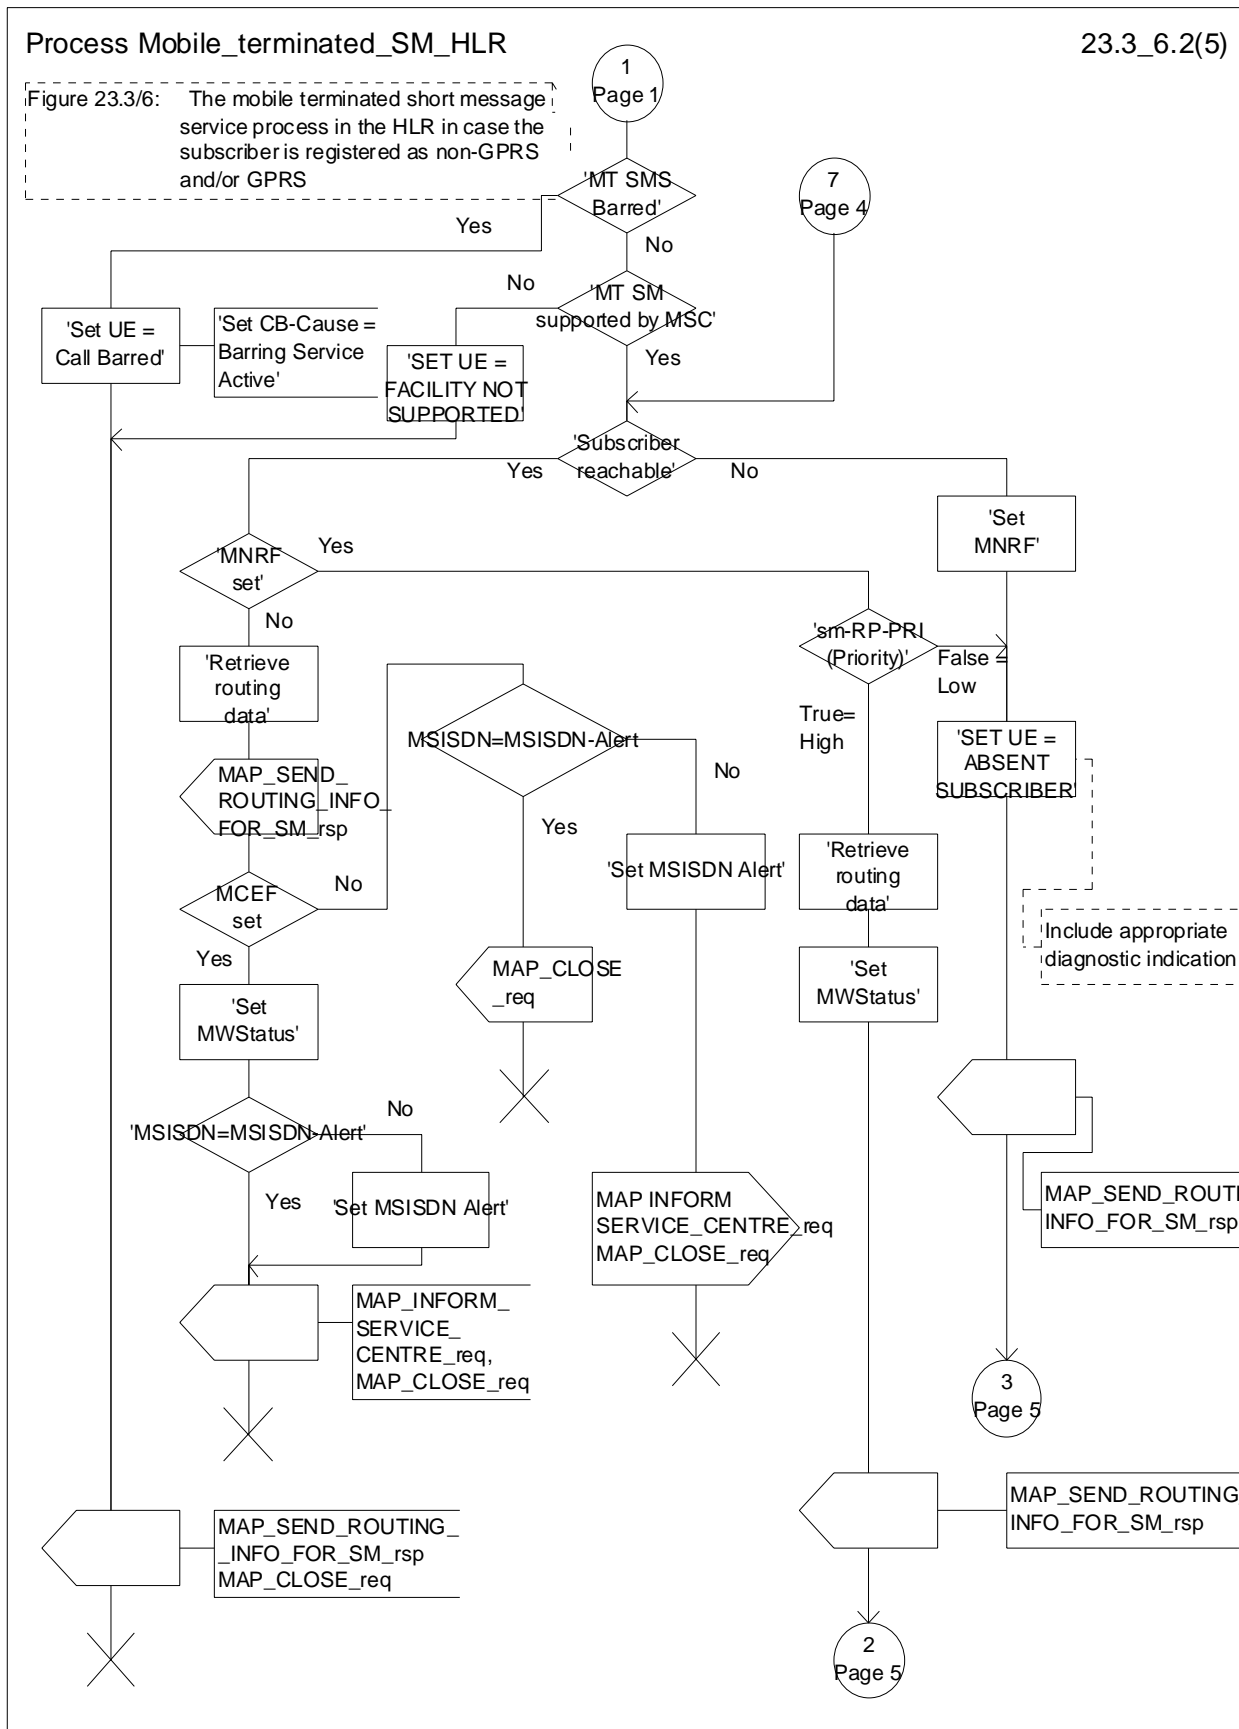 Process Mobile_terminated_SM_HLR
23.3_6.2(5)
Figure 23.3/6: The mobile terminated short message
service process in the HLR in case the
subscriber is registered as non-GPRS
and/or GPRS
1
Page 1
'MT SMS
Barred'
7
Page 4
Yes
No
No
'MT SM
supported by MSC'
'Set UE =
Call Barred'
'Set CB-Cause =
Barring Service
Active'
'SET UE =
FACILITY NOT
SUPPORTED'
Yes
'Subscriber
reachable'
Yes
No
'Set
MNRF'
'MNRF
set'
Yes
No
'sm-RP-PRI
(Priority)'
False =
Low
True=
High
'Retrieve
routing
data'
MSISDN=MSISDN-Alert
'SET UE =
ABSENT
SUBSCRIBER'
MAP_SEND_
ROUTING_INFO_
FOR_SM_rsp
No
Yes
'Set MSISDN Alert'
'Retrieve
routing
data'
MCEF
set
No
Yes
Include appropriate
diagnostic indication
MAP_CLOSE
_req
'Set
MWStatus'
'Set
MWStatus'
'MSISDN=MSISDN-Alert'
No
Yes
'Set MSISDN Alert'
MAP INFORM
SERVICE_CENTRE_req
MAP_CLOSE_req
MAP_SEND_ROUTI
INFO_FOR_SM_rsp
MAP_INFORM_
SERVICE_
CENTRE_req,
MAP_CLOSE_req
3
Page 5
MAP_SEND_ROUTING_
_INFO_FOR_SM_rsp
MAP_CLOSE_req
MAP_SEND_ROUTING
INFO_FOR_SM_rsp
2
Page 5